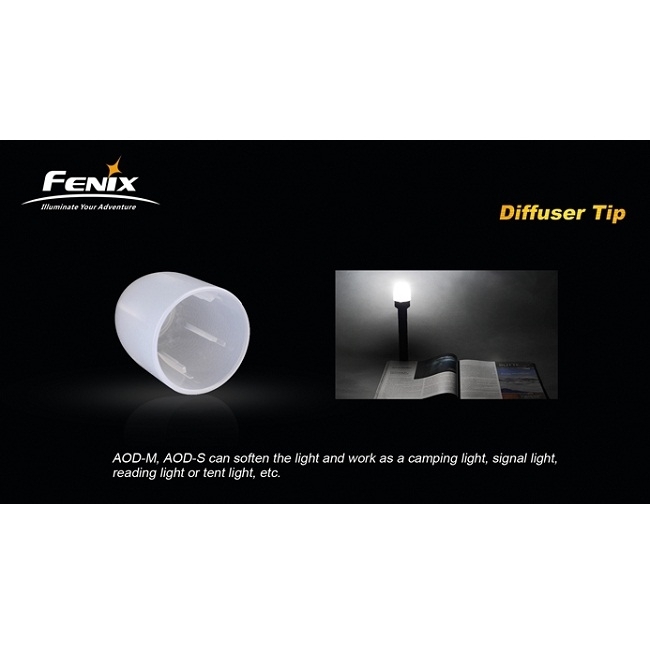 FENIX
Illuminate Your Adventure
Diffuser Tip
AOD-M, AOD-S can soften the light and work as a camping light, signal light,
reading light or tent light, etc.